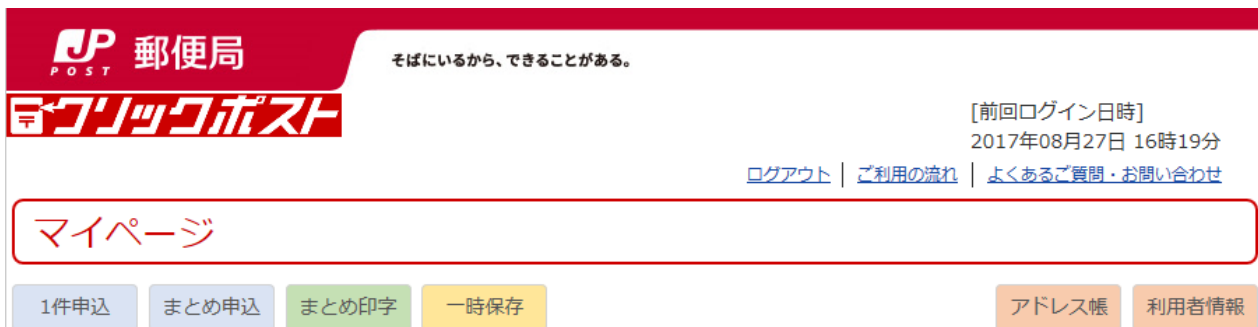 JP 郵便局
POST
そばにいるから、できることがある。
クリックポスト
[前回ログイン日時]
2017年08月27日 16時19分
ログアウト | ご利用の流れ | よくあるご質問・お問い合わせ
マイページ
1件申込 まとめ申込 まとめ印字 一時保存 アドレス帳 利用者情報